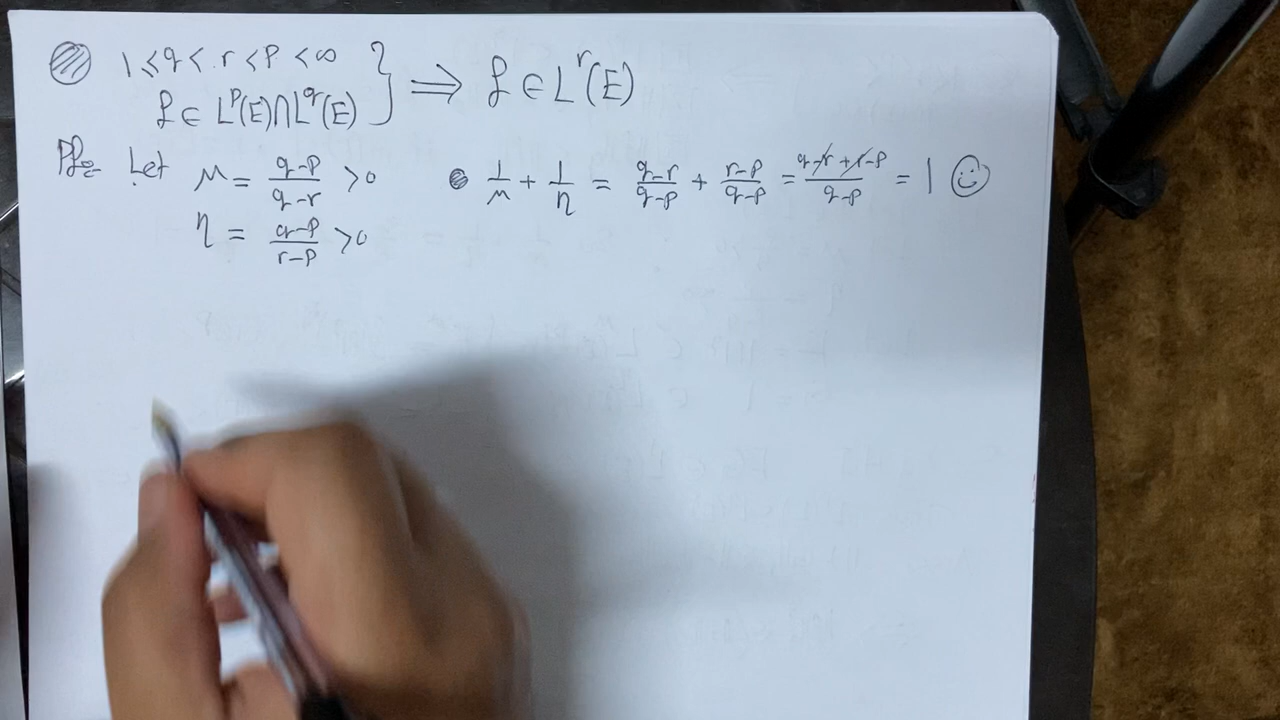 1 ≤ q < r < p < ∞
f ∈ L^p(E) ∩ L^q(E) } ⇒ f ∈ L^r(E)
Pf= Let μ = (q-p)/(q-r) > 0 • 1/μ + 1/η = (q-r)/(q-p) + (r-p)/(q-p) = (q-r+r-p)/(q-p) = 1
η = (q-p)/(r-p) > 0